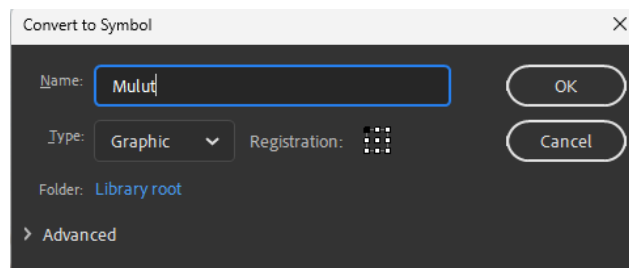 Convert to Symbol
Name: Mulut OK
Type: Graphic Registration: Cancel
Folder: Library root
Advanced